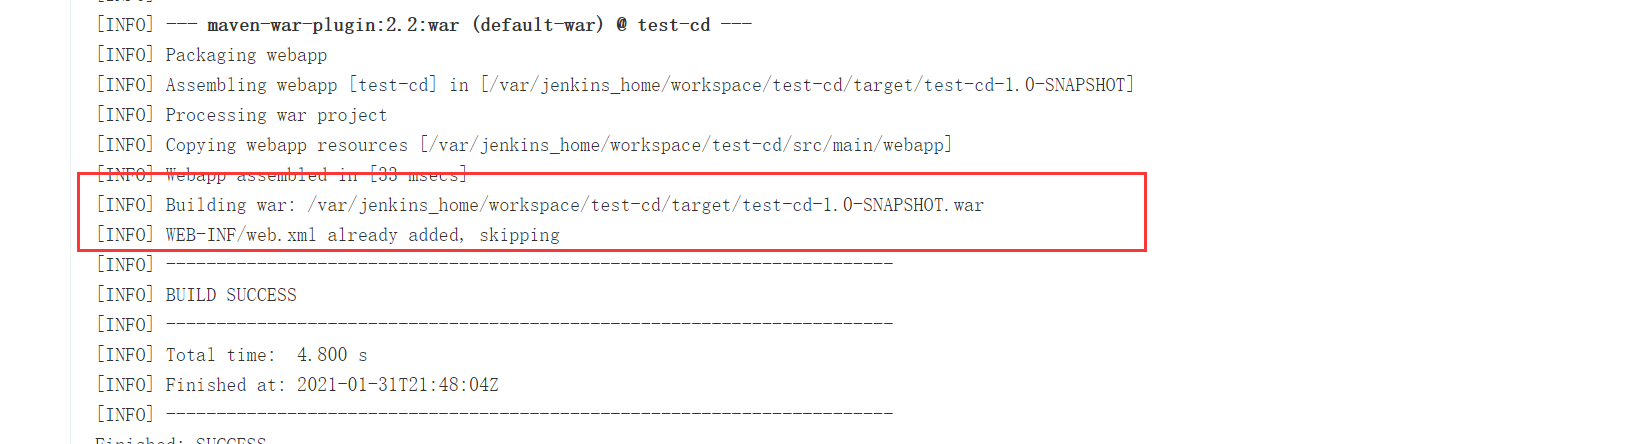 [INFO] --- maven-war-plugin:2.2:war (default-war) @ test-cd ---
[INFO] Packaging webapp
[INFO] Assembling webapp [test-cd] in [/var/jenkins_home/workspace/test-cd/target/test-cd-1.0-SNAPSHOT]
[INFO] Processing war project
[INFO] Copying webapp resources [/var/jenkins_home/workspace/test-cd/src/main/webapp]
[INFO] Webapp assembled in [33 msecs]
[INFO] Building war: /var/jenkins_home/workspace/test-cd/target/test-cd-1.0-SNAPSHOT.war
[INFO] WEB-INF/web.xml already added, skipping
[INFO] ------------------------------------------------------------------------
[INFO] BUILD SUCCESS
[INFO] ------------------------------------------------------------------------
[INFO] Total time:  4.800 s
[INFO] Finished at: 2021-01-31T21:48:04Z
[INFO] ------------------------------------------------------------------------
Finished: SUCCESS